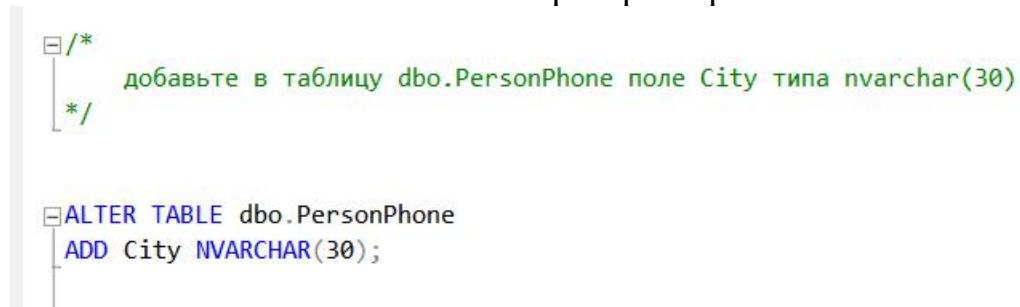 /*
добавьте в таблицу dbo.PersonPhone поле City типа nvarchar(30)
*/
ALTER TABLE dbo.PersonPhone
ADD City NVARCHAR(30);